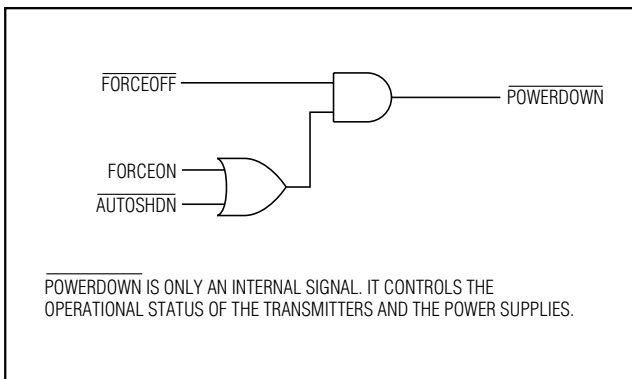 FORCEOFF
POWERDOWN
FORCEON
AUTOSHDN
POWERDOWN IS ONLY AN INTERNAL SIGNAL. IT CONTROLS THE
OPERATIONAL STATUS OF THE TRANSMITTERS AND THE POWER SUPPLIES.